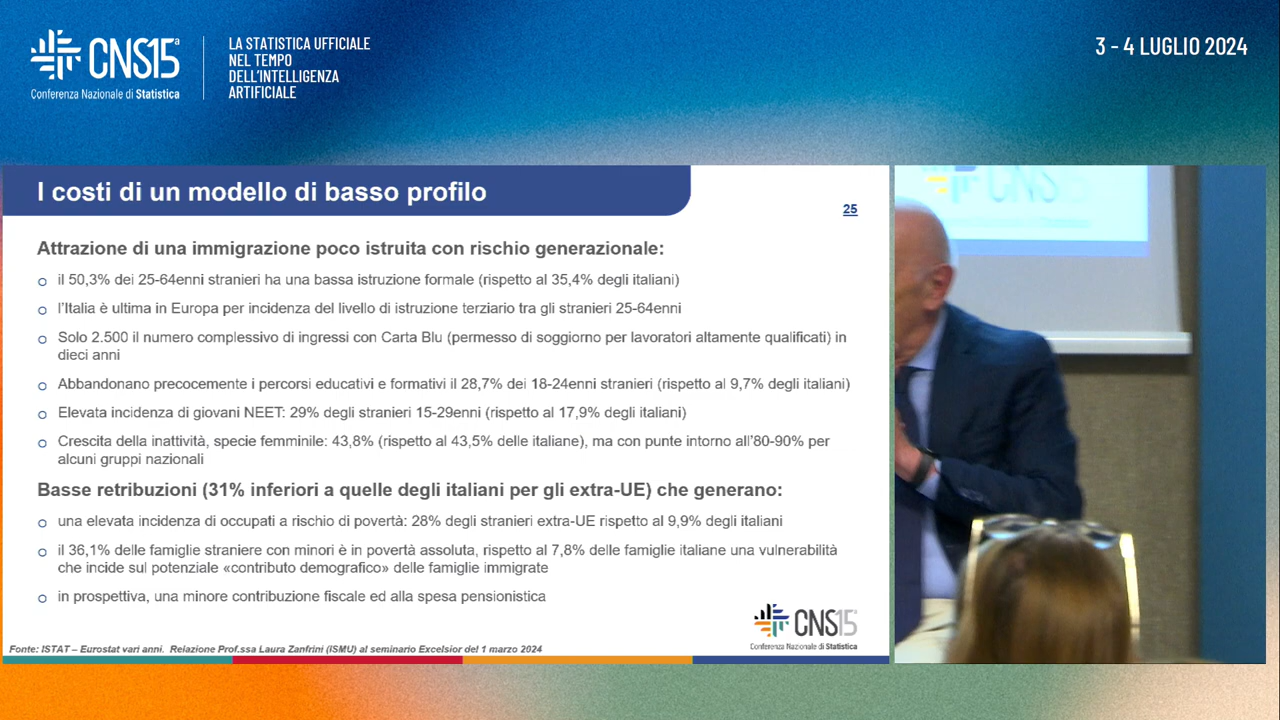 CNS15ª
Conferenza Nazionale di Statistica
LA STATISTICA UFFICIALE
NEL TEMPO
DELL'INTELLIGENZA
ARTIFICIALE
3 - 4 LUGLIO 2024
I costi di un modello di basso profilo
25
Attrazione di una immigrazione poco istruita con rischio generazionale:
il 50,3% dei 25-64enni stranieri ha una bassa istruzione formale (rispetto al 35,4% degli italiani)
l'Italia è ultima in Europa per incidenza del livello di istruzione terziario tra gli stranieri 25-64enni
Solo 2.500 il numero complessivo di ingressi con Carta Blu (permesso di soggiorno per lavoratori altamente qualificati) in
dieci anni
Abbandonano precocemente i percorsi educativi e formativi il 28,7% dei 18-24enni stranieri (rispetto al 9,7% degli italiani)
Elevata incidenza di giovani NEET: 29% degli stranieri 15-29enni (rispetto al 17,9% degli italiani)
Crescita della inattività, specie femminile: 43,8% (rispetto al 43,5% delle italiane), ma con punte intorno all'80-90% per
alcuni gruppi nazionali
Basse retribuzioni (31% inferiori a quelle degli italiani per gli extra-UE) che generano:
una elevata incidenza di occupati a rischio di povertà: 28% degli stranieri extra-UE rispetto al 9,9% degli italiani
il 36,1% delle famiglie straniere con minori è in povertà assoluta, rispetto al 7,8% delle famiglie italiane una vulnerabilità
che incide sul potenziale «contributo demografico» delle famiglie immigrate
in prospettiva, una minore contribuzione fiscale ed alla spesa pensionistica
CNS15ª
Conferenza Nazionale di Statistica
Fonte: ISTAT – Eurostat vari anni. Relazione Prof.ssa Laura Zanfrini (ISMU) al seminario Excelsior del 1 marzo 2024
CNS15